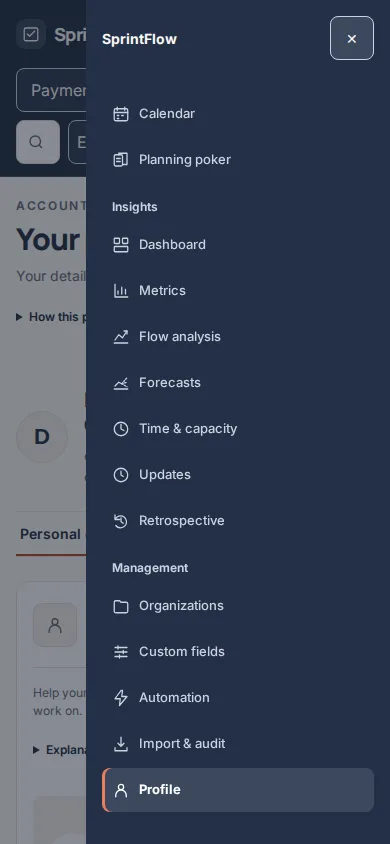 SprintFlow
×
Calendar
Planning poker
Insights
Dashboard
Metrics
Flow analysis
Forecasts
Time & capacity
Updates
Retrospective
Management
Organizations
Custom fields
Automation
Import & audit
Profile
ACCOUNT
Your
Your detail
How this p
D
Personal
Help your
work on.
Explana